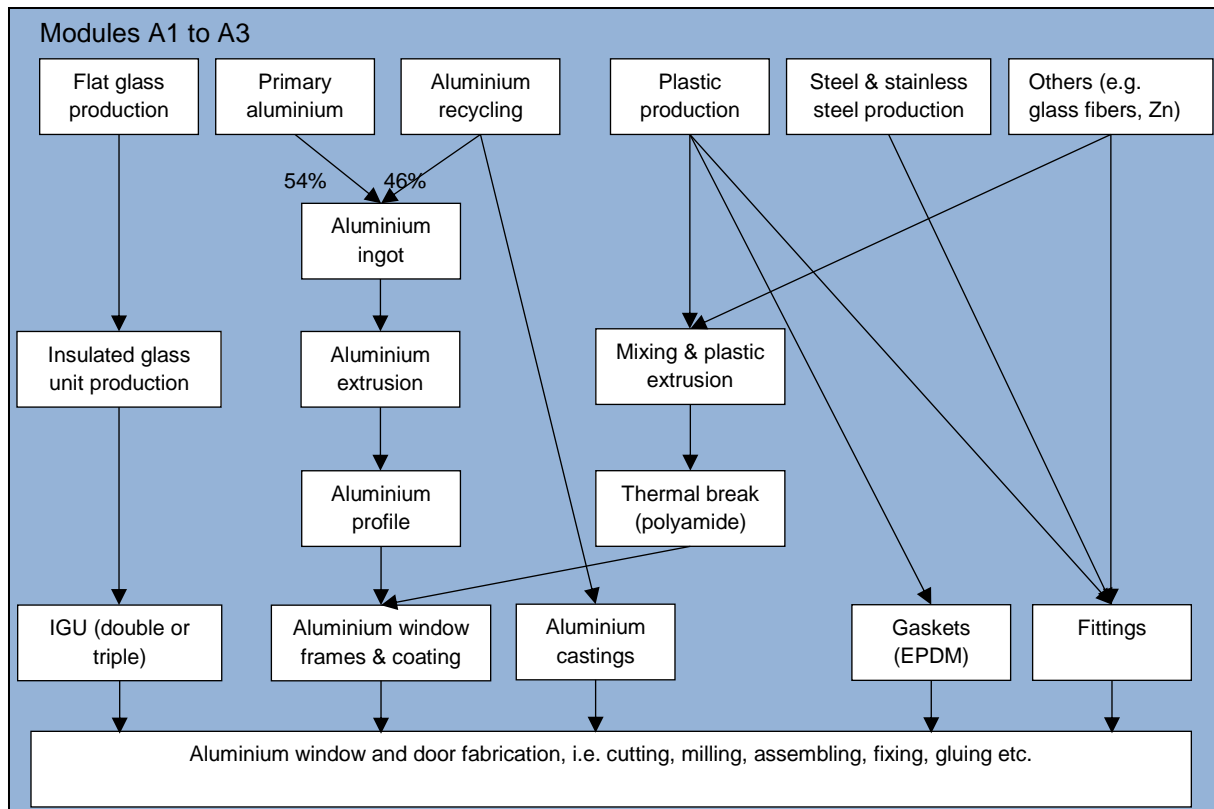 Modules A1 to A3
Flat glass
production
Primary
aluminium
Aluminium
recycling
Plastic
production
Steel & stainless
steel production
Others (e.g.
glass fibers, Zn)
54%
46%
Aluminium
ingot
Insulated glass
unit production
Aluminium
extrusion
Mixing & plastic
extrusion
Aluminium
profile
Thermal break
(polyamide)
IGU (double or
triple)
Aluminium window
frames & coating
Aluminium
castings
Gaskets
(EPDM)
Fittings
Aluminium window and door fabrication, i.e. cutting, milling, assembling, fixing, gluing etc.